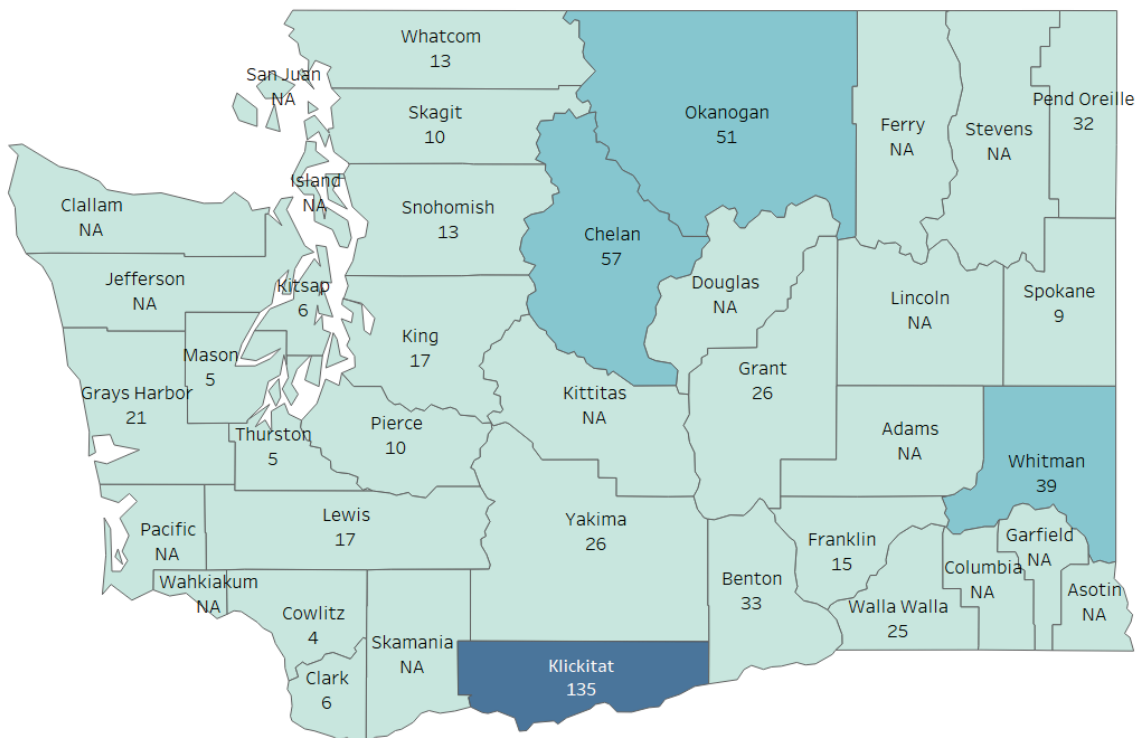 Whatcom
13
San Juan
NA
Skagit
10
Okanogan
51
Ferry
NA
Stevens
NA
Pend Oreille
32
Island
NA
Clallam
NA
Snohomish
13
Chelan
57
Jefferson
NA
Kitsap
6
Douglas
NA
Lincoln
NA
Spokane
9
King
17
Mason
5
Grays Harbor
21
Kittitas
NA
Grant
26
Thurston
5
Pierce
10
Adams
NA
Whitman
39
Pacific
NA
Lewis
17
Yakima
26
Franklin
15
Garfield
NA
Columbia
NA
Wahkiakum
NA
Benton
33
Walla Walla
25
Asotin
NA
Cowlitz
4
Skamania
NA
Clark
6
Klickitat
135